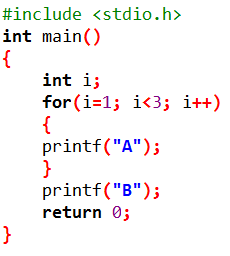 #include <stdio.h>
int main()
{
    int i;
    for(i=1; i<3; i++)
    {
    printf("A");
    }
    printf("B");
    return 0;
}